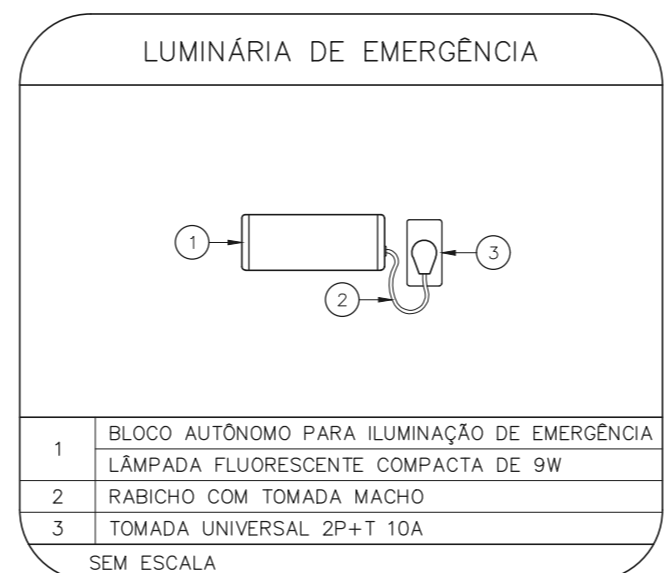 LUMINÁRIA DE EMERGÊNCIA
1
3
2
1
BLOCO AUTÔNOMO PARA ILUMINAÇÃO DE EMERGÊNCIA
LÂMPADA FLUORESCENTE COMPACTA DE 9W
2 RABICHO COM TOMADA MACHO
3 TOMADA UNIVERSAL 2P+T 10A
SEM ESCALA